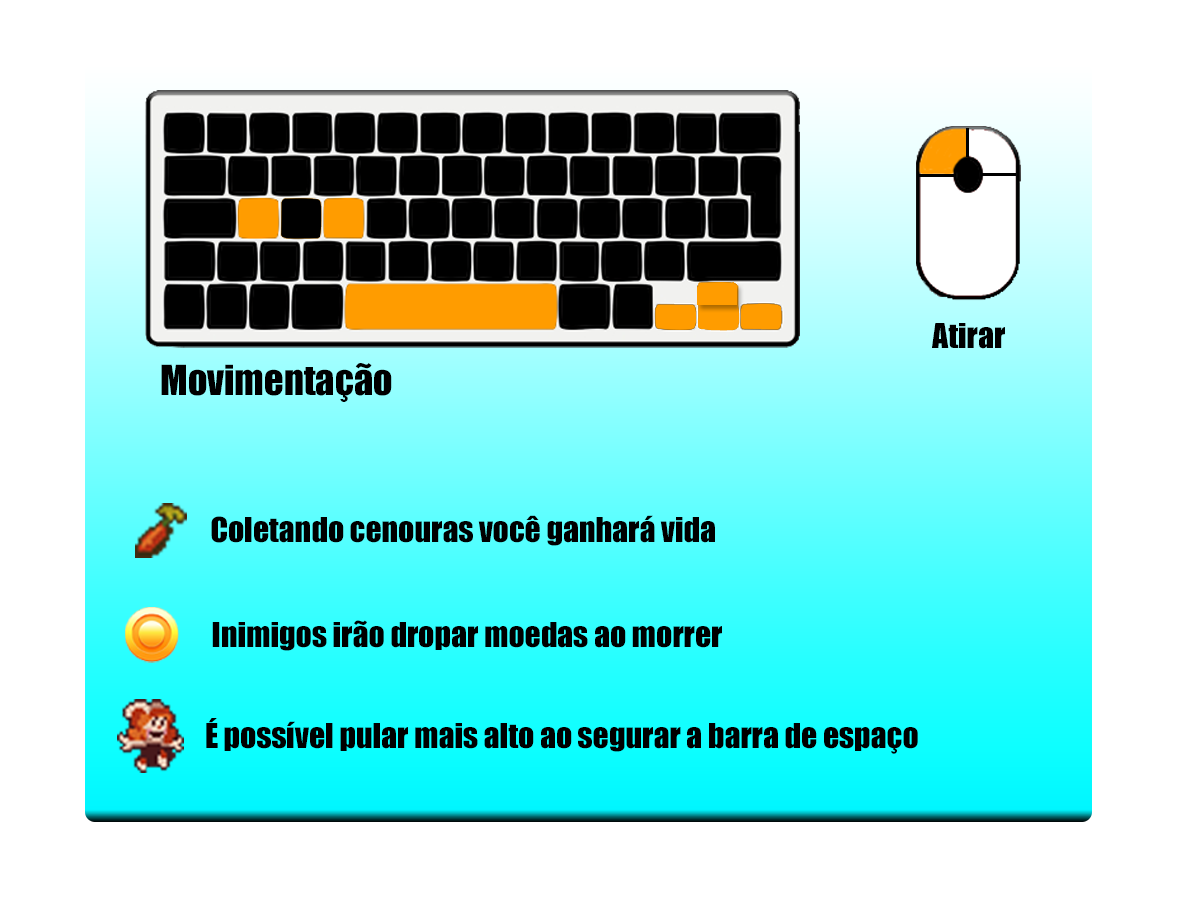 Atirar
Movimentação
Coletando cenouras você ganhará vida
Inimigos irão dropar moedas ao morrer
É possível pular mais alto ao segurar a barra de espaço